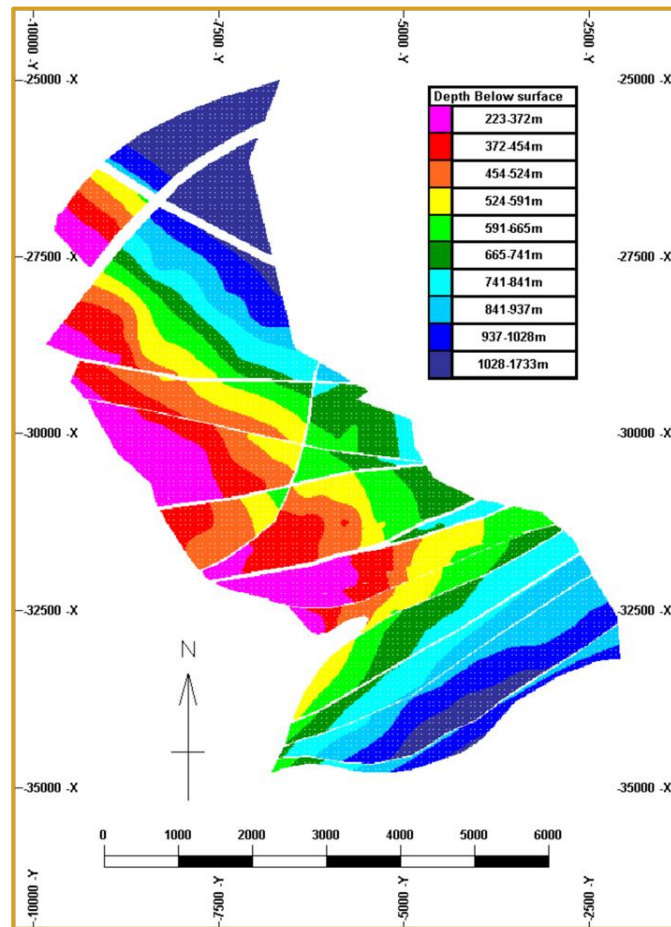 -10000 -Y
-7500 -Y
-5000 -Y
-2500 -Y
-25000 -X
-25000 -X
Depth Below surface
223-372m
372-454m
454-524m
524-591m
591-665m
665-741m
741-841m
841-937m
937-1028m
1028-1733m
-27500 -X
-27500 -X
-30000 -X
-30000 -X
-32500 -X
-32500 -X
N
-35000 -X
-35000 -X
0
1000
2000
3000
4000
5000
6000
-10000 -Y
-7500 -Y
-5000 -Y
-2500 -Y